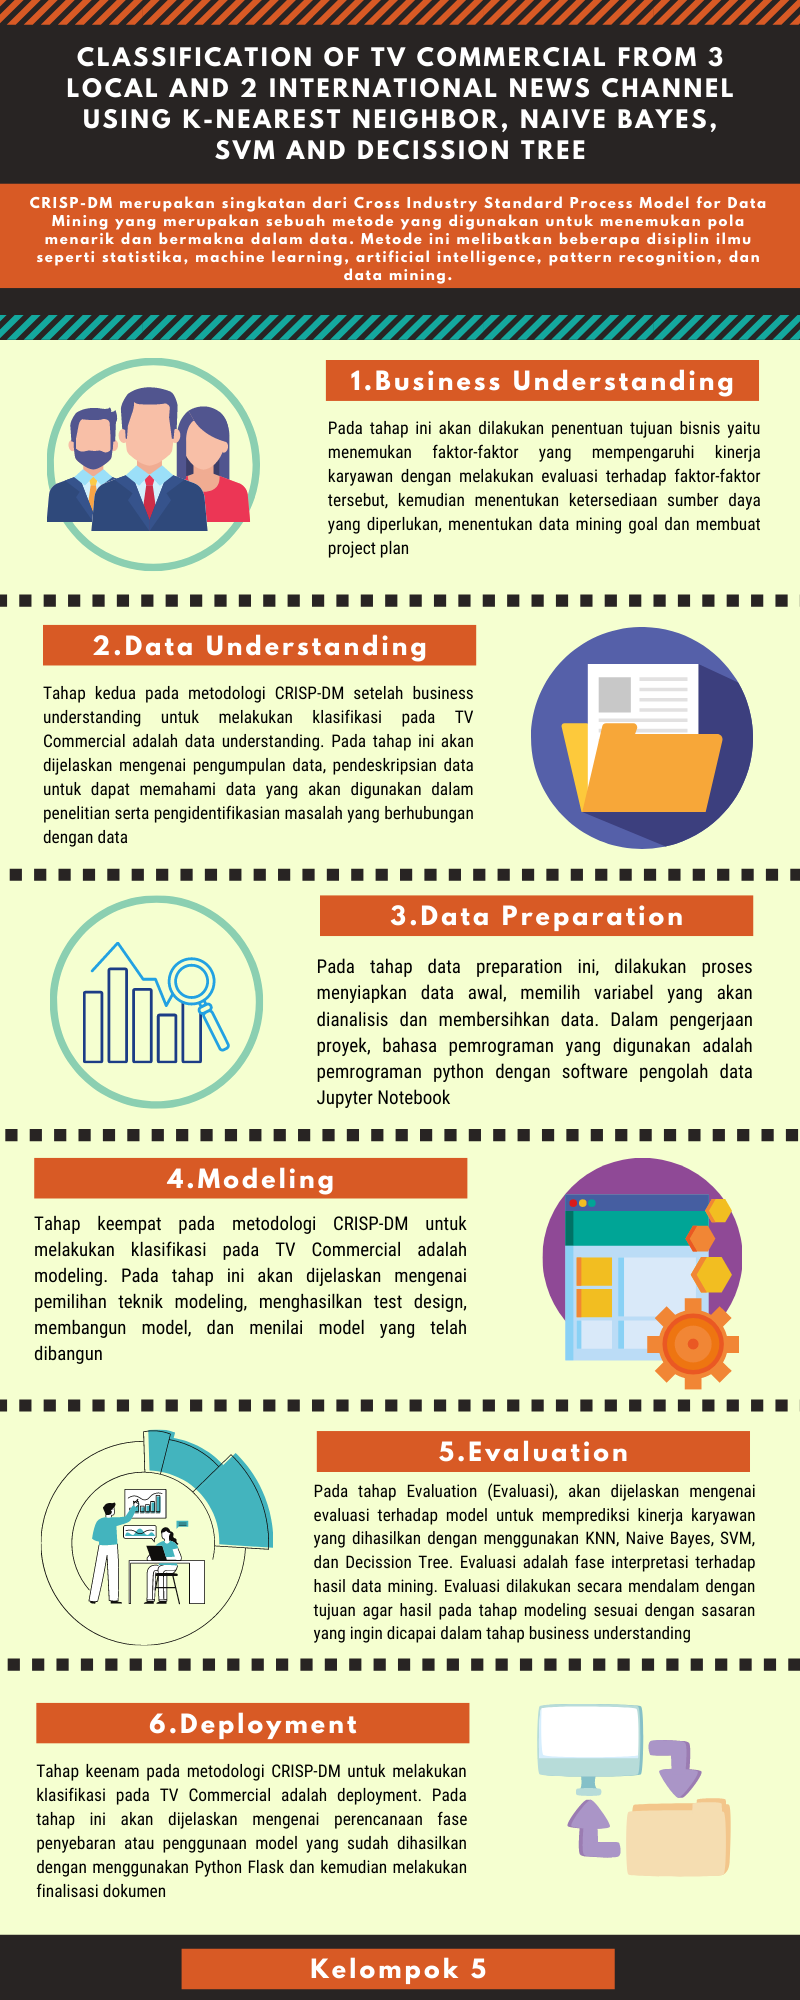 CLASSIFICATION OF TV COMMERCIAL FROM 3
LOCAL AND 2 INTERNATIONAL NEWS CHANNEL
USING K-NEAREST NEIGHBOR, NAIVE BAYES,
SVM AND DECISSION TREE
CRISP-DM merupakan singkatan dari Cross Industry Standard Process Model for Data
Mining yang merupakan sebuah metode yang digunakan untuk menemukan pola
menarik dan bermakna dalam data. Metode ini melibatkan beberapa disiplin ilmu
seperti statistika, machine learning, artificial intelligence, pattern recognition, dan
data mining.
1.Business Understanding
Pada tahap ini akan dilakukan penentuan tujuan bisnis yaitu
menemukan faktor-faktor yang mempengaruhi kinerja
karyawan dengan melakukan evaluasi terhadap faktor-faktor
tersebut, kemudian menentukan ketersediaan sumber daya
yang diperlukan, menentukan data mining goal dan membuat
project plan
2.Data Understanding
Tahap kedua pada metodologi CRISP-DM setelah business
understanding untuk melakukan klasifikasi pada TV
Commercial adalah data understanding. Pada tahap ini akan
dijelaskan mengenai pengumpulan data, pendeskripsian data
untuk dapat memahami data yang akan digunakan dalam
penelitian serta pengidentifikasian masalah yang berhubungan
dengan data
3.Data Preparation
Pada tahap data preparation ini, dilakukan proses
menyiapkan data awal, memilih variabel yang akan
dianalisis dan membersihkan data. Dalam pengerjaan
proyek, bahasa pemrograman yang digunakan adalah
pemrograman python dengan software pengolah data
Jupyter Notebook
4.Modeling
Tahap keempat pada metodologi CRISP-DM untuk
melakukan klasifikasi pada TV Commercial adalah
modeling. Pada tahap ini akan dijelaskan mengenai
pemilihan teknik modeling, menghasilkan test design,
membangun model, dan menilai model yang telah
dibangun
5.Evaluation
Pada tahap Evaluation (Evaluasi), akan dijelaskan mengenai
evaluasi terhadap model untuk memprediksi kinerja karyawan
yang dihasilkan dengan menggunakan KNN, Naive Bayes, SVM,
dan Decission Tree. Evaluasi adalah fase interpretasi terhadap
hasil data mining. Evaluasi dilakukan secara mendalam dengan
tujuan agar hasil pada tahap modeling sesuai dengan sasaran
yang ingin dicapai dalam tahap business understanding
6.Deployment
Tahap keenam pada metodologi CRISP-DM untuk melakukan
klasifikasi pada TV Commercial adalah deployment. Pada
tahap ini akan dijelaskan mengenai perencanaan fase
penyebaran atau penggunaan model yang sudah dihasilkan
dengan menggunakan Python Flask dan kemudian melakukan
finalisasi dokumen
Kelompok 5